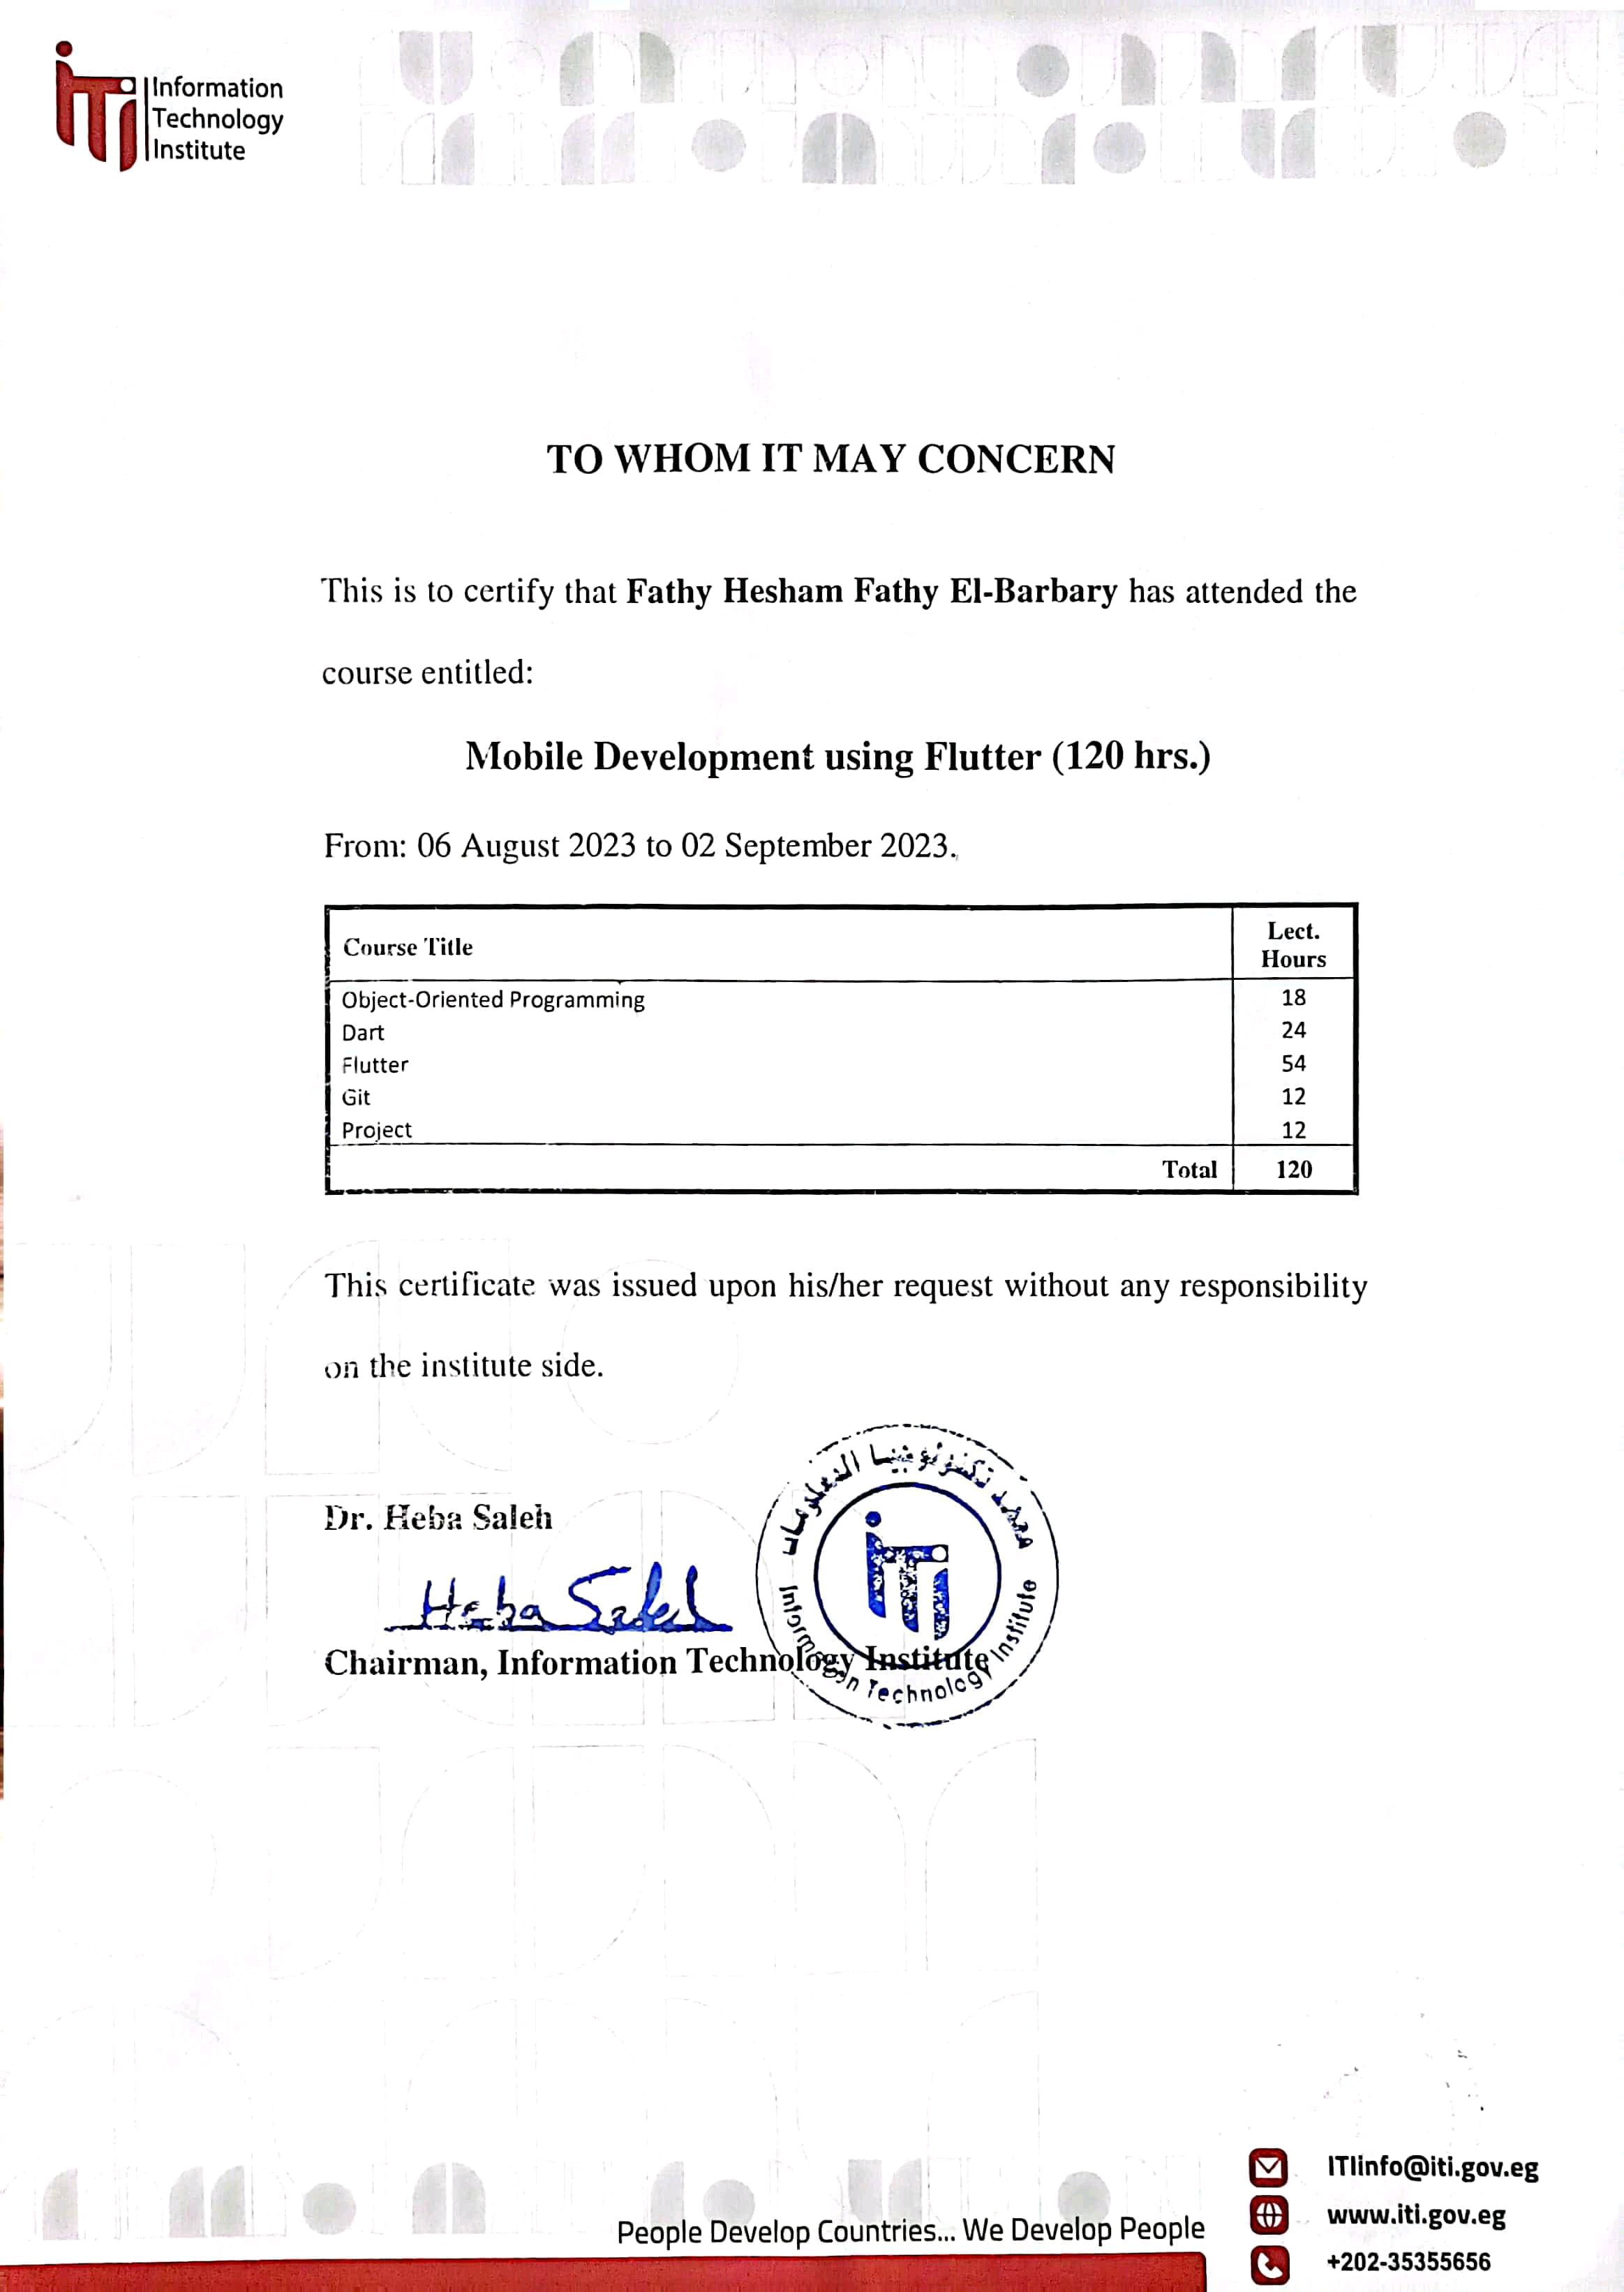 iTi
Information
Technology
Institute
TO WHOM IT MAY CONCERN
This is to certify that Fathy Hesham Fathy El-Barbary has attended the
course entitled:
Mobile Development using Flutter (120 hrs.)
From: 06 August 2023 to 02 September 2023.
Course Title Lect. Hours
Object-Oriented Programming 18
Dart 24
Flutter 54
Git 12
Project 12
Total 120
This certificate was issued upon his/her request without any responsibility
on the institute side.
Dr. Heba Saleh
Heba Saleh
Chairman, Information Technology Institute
معهد تكنولوجيا المعلومات
iTi
Information Technology Institute
People Develop Countries... We Develop People
ITIinfo@iti.gov.eg
www.iti.gov.eg
+202-35355656